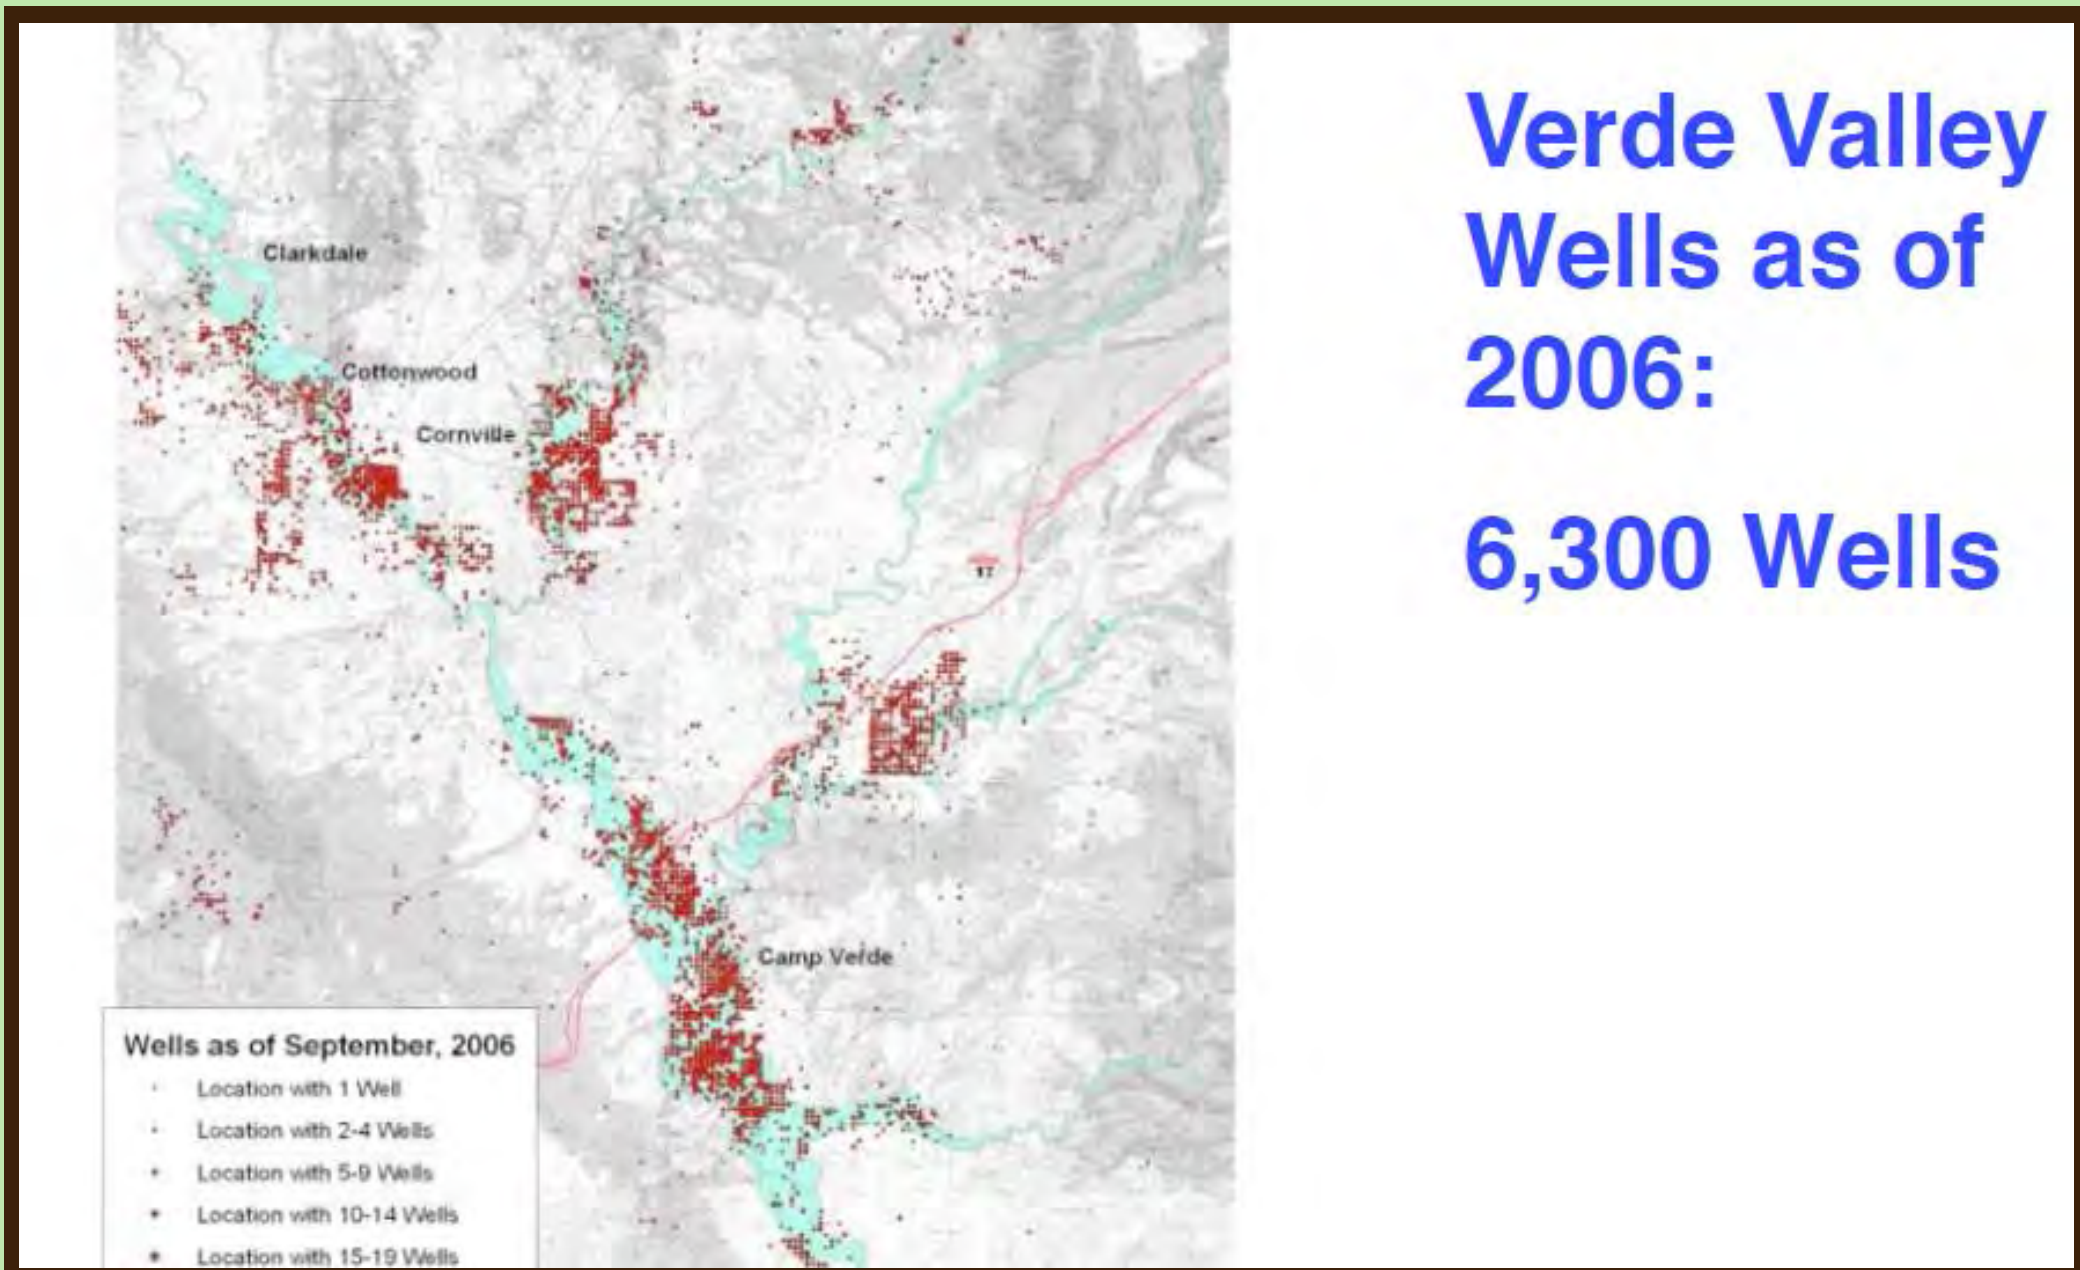 Verde Valley
Wells as of
2006:
6,300 Wells
Clarkdale
Cottonwood
Cornville
17
Camp Verde
Wells as of September, 2006
Location with 1 Well
Location with 2-4 Wells
Location with 5-9 Wells
Location with 10-14 Wells
Location with 15-19 Wells